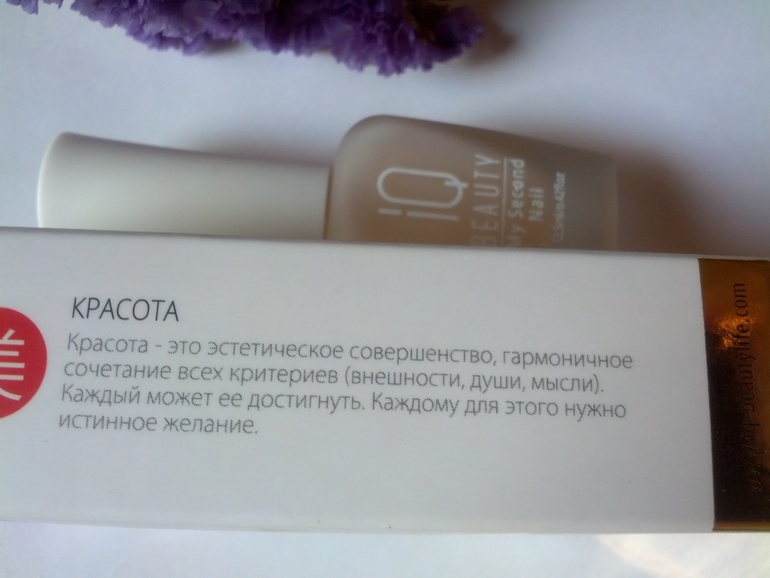 iQ
BEAUTY
My Second
Nail
КРАСОТА
Красота - это эстетическое совершенство, гармоничное
сочетание всех критериев (внешности, души, мысли).
Каждый может ее достигнуть. Каждому для этого нужно
истинное желание.